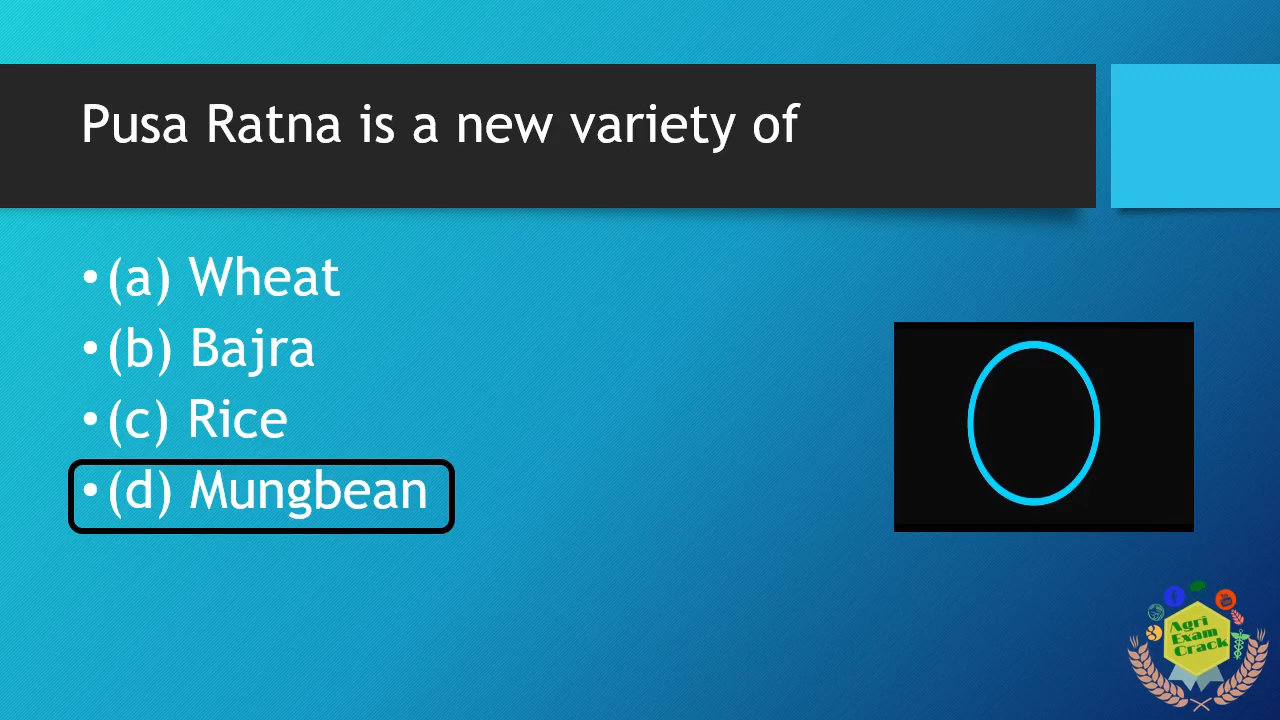 Pusa Ratna is a new variety of
•(a) Wheat
•(b) Bajra
•(c) Rice
•(d) Mungbean
Agri
Exam
Crack